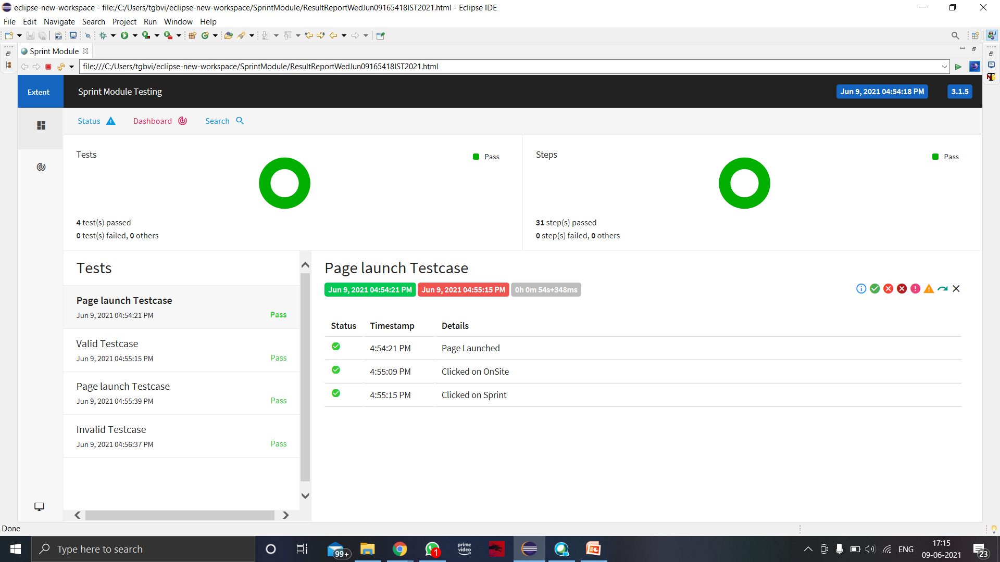 eclipse-new-workspace - file:/C:/Users/tgbvi/eclipse-new-workspace/SprintModule/ResultReportWedJun09165418IST2021.html - Eclipse IDE
File Edit Navigate Search Project Run Window Help
Sprint Module
file:///C:/Users/tgbvi/eclipse-new-workspace/SprintModule/ResultReportWedJun09165418IST2021.html
Extent Sprint Module Testing Jun 9, 2021 04:54:18 PM 3.1.5
Status Dashboard Search
Tests
Pass
4 test(s) passed
0 test(s) failed, 0 others
Steps
Pass
31 step(s) passed
0 step(s) failed, 0 others
Tests
Page launch Testcase
Jun 9, 2021 04:54:21 PM Pass
Valid Testcase
Jun 9, 2021 04:55:15 PM Pass
Page launch Testcase
Jun 9, 2021 04:55:39 PM Pass
Invalid Testcase
Jun 9, 2021 04:56:37 PM Pass
Page launch Testcase
Jun 9, 2021 04:54:21 PM Jun 9, 2021 04:55:15 PM 0h 0m 54s+348ms
Status Timestamp Details
4:54:21 PM Page Launched
4:55:09 PM Clicked on OnSite
4:55:15 PM Clicked on Sprint
Done
Type here to search
99+
1
prime video
ENG
17:15
09-06-2021
23